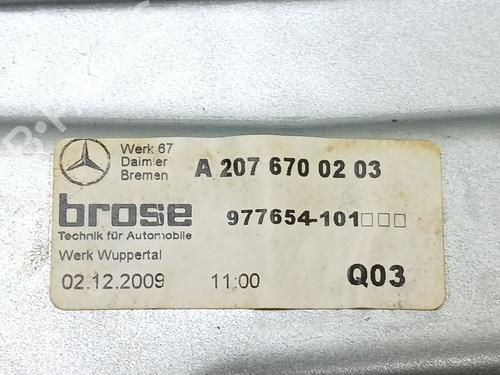 Werk 67
Daimler
Bremen
A 207 670 02 03
brose
Technik für Automobile
977654-101□□□
Werk Wuppertal
02.12.2009 11:00 Q03